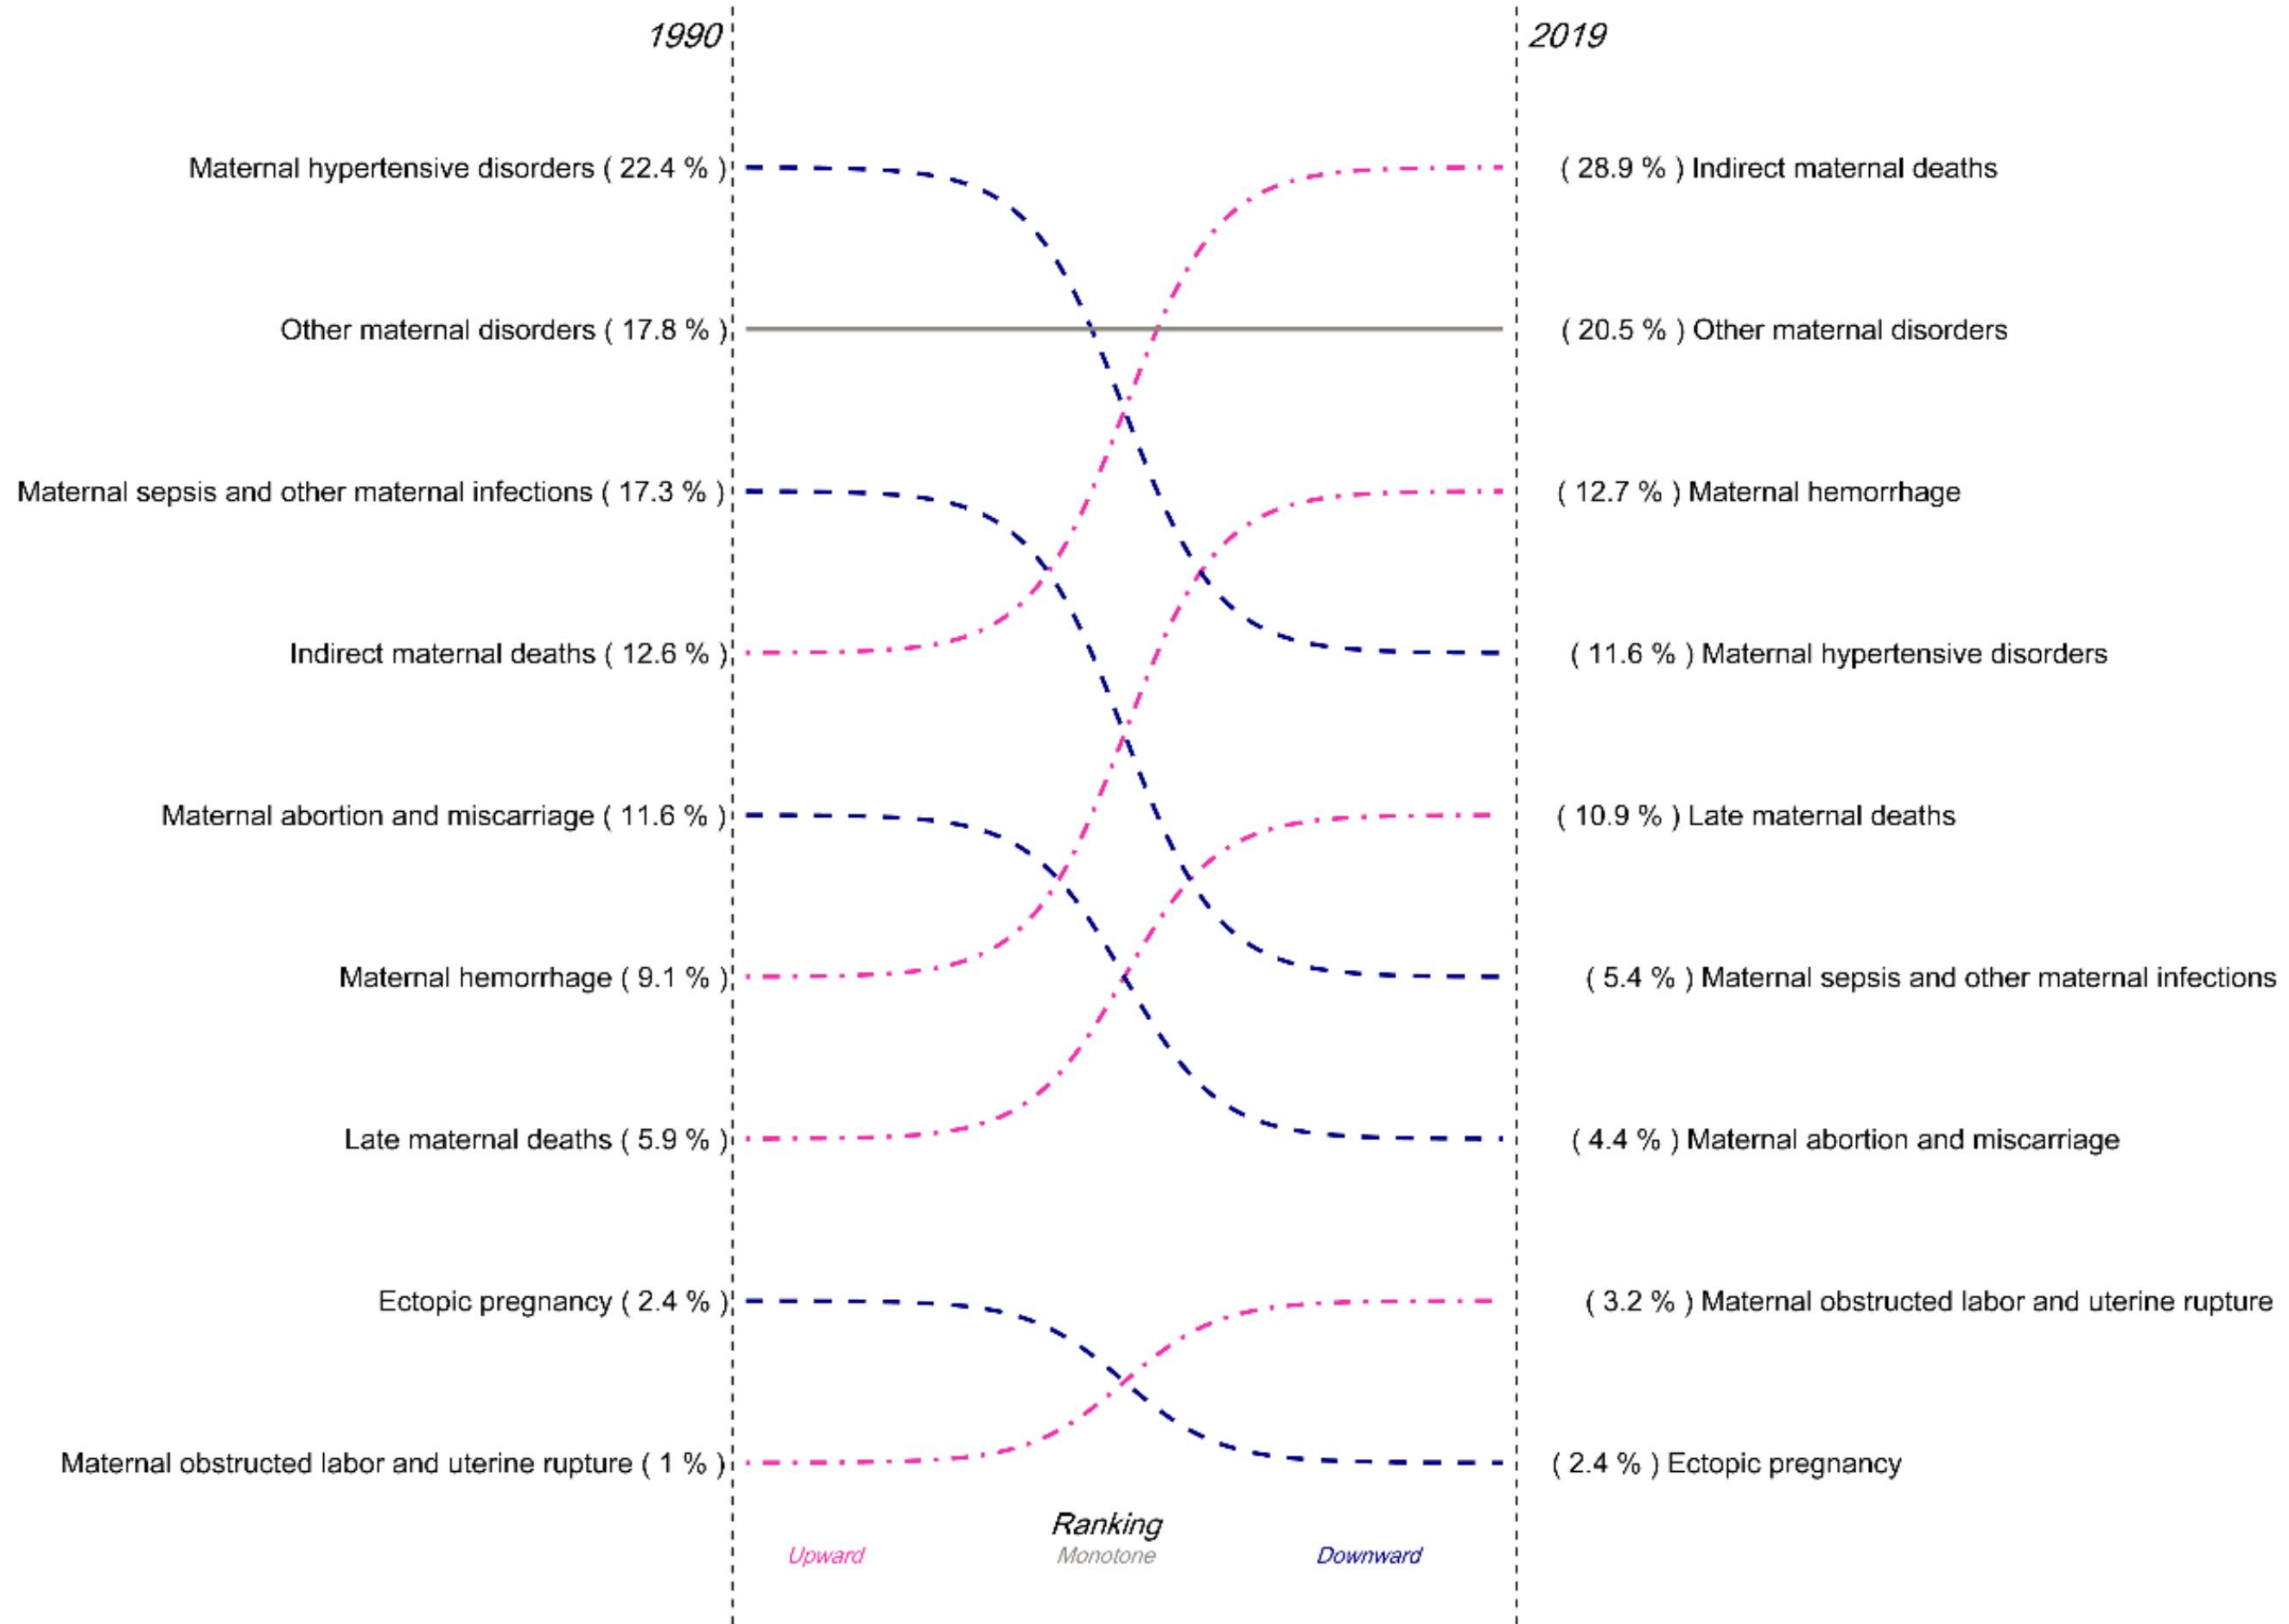 1990
2019
Maternal hypertensive disorders ( 22.4 % )
( 28.9 % ) Indirect maternal deaths
Other maternal disorders ( 17.8 % )
( 20.5 % ) Other maternal disorders
Maternal sepsis and other maternal infections ( 17.3 % )
( 12.7 % ) Maternal hemorrhage
Indirect maternal deaths ( 12.6 % )
( 11.6 % ) Maternal hypertensive disorders
Maternal abortion and miscarriage ( 11.6 % )
( 10.9 % ) Late maternal deaths
Maternal hemorrhage ( 9.1 % )
( 5.4 % ) Maternal sepsis and other maternal infections
Late maternal deaths ( 5.9 % )
( 4.4 % ) Maternal abortion and miscarriage
Ectopic pregnancy ( 2.4 % )
( 3.2 % ) Maternal obstructed labor and uterine rupture
Maternal obstructed labor and uterine rupture ( 1 % )
( 2.4 % ) Ectopic pregnancy
Ranking
Upward
Monotone
Downward